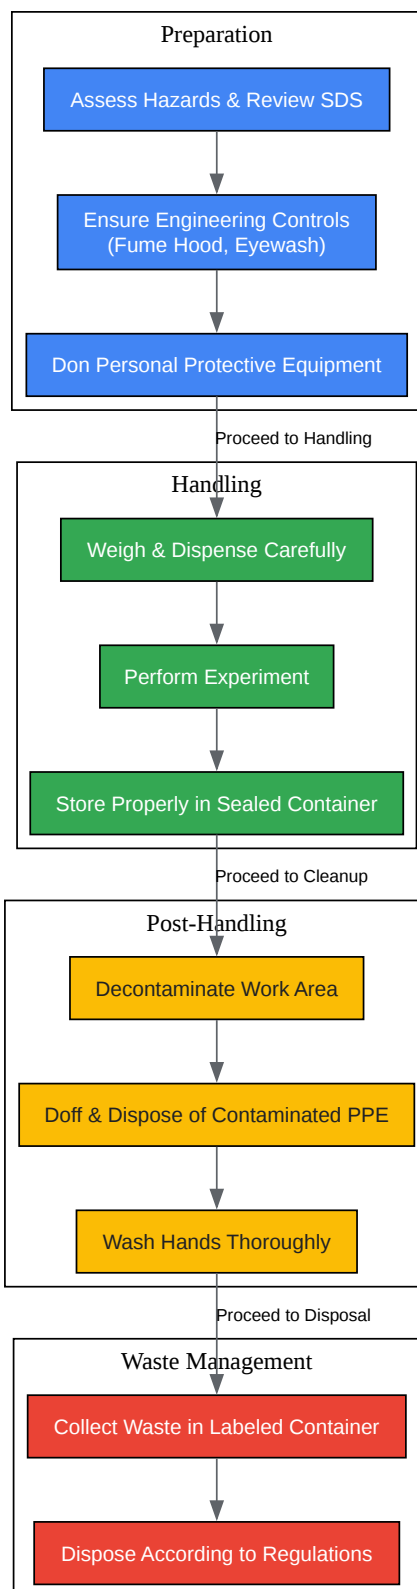 Preparation
Assess Hazards & Review SDS
Ensure Engineering Controls
(Fume Hood, Eyewash)
Don Personal Protective Equipment
Proceed to Handling
Handling
Weigh & Dispense Carefully
Perform Experiment
Store Properly in Sealed Container
Proceed to Cleanup
Post-Handling
Decontaminate Work Area
Doff & Dispose of Contaminated PPE
Wash Hands Thoroughly
Proceed to Disposal
Waste Management
Collect Waste in Labeled Container
Dispose According to Regulations